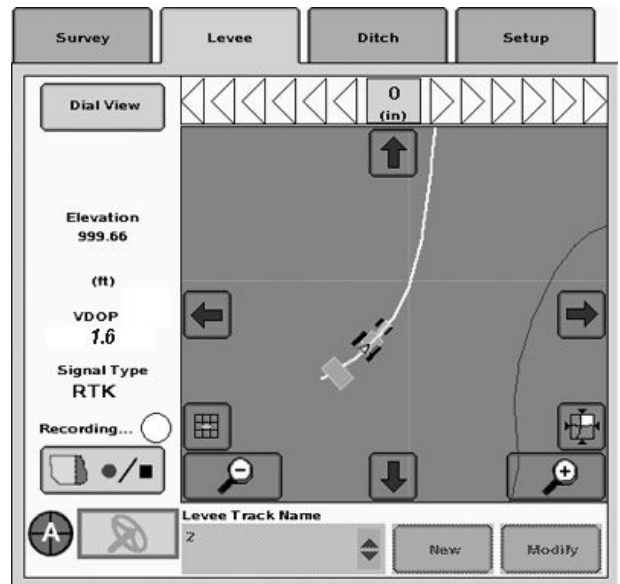 Survey
Levee
Ditch
Setup
Dial View
0
(in)
Elevation
999.66
(ft)
VDOP
1.6
Signal Type
RTK
Recording...
A
Levee Track Name
2
New
Modify